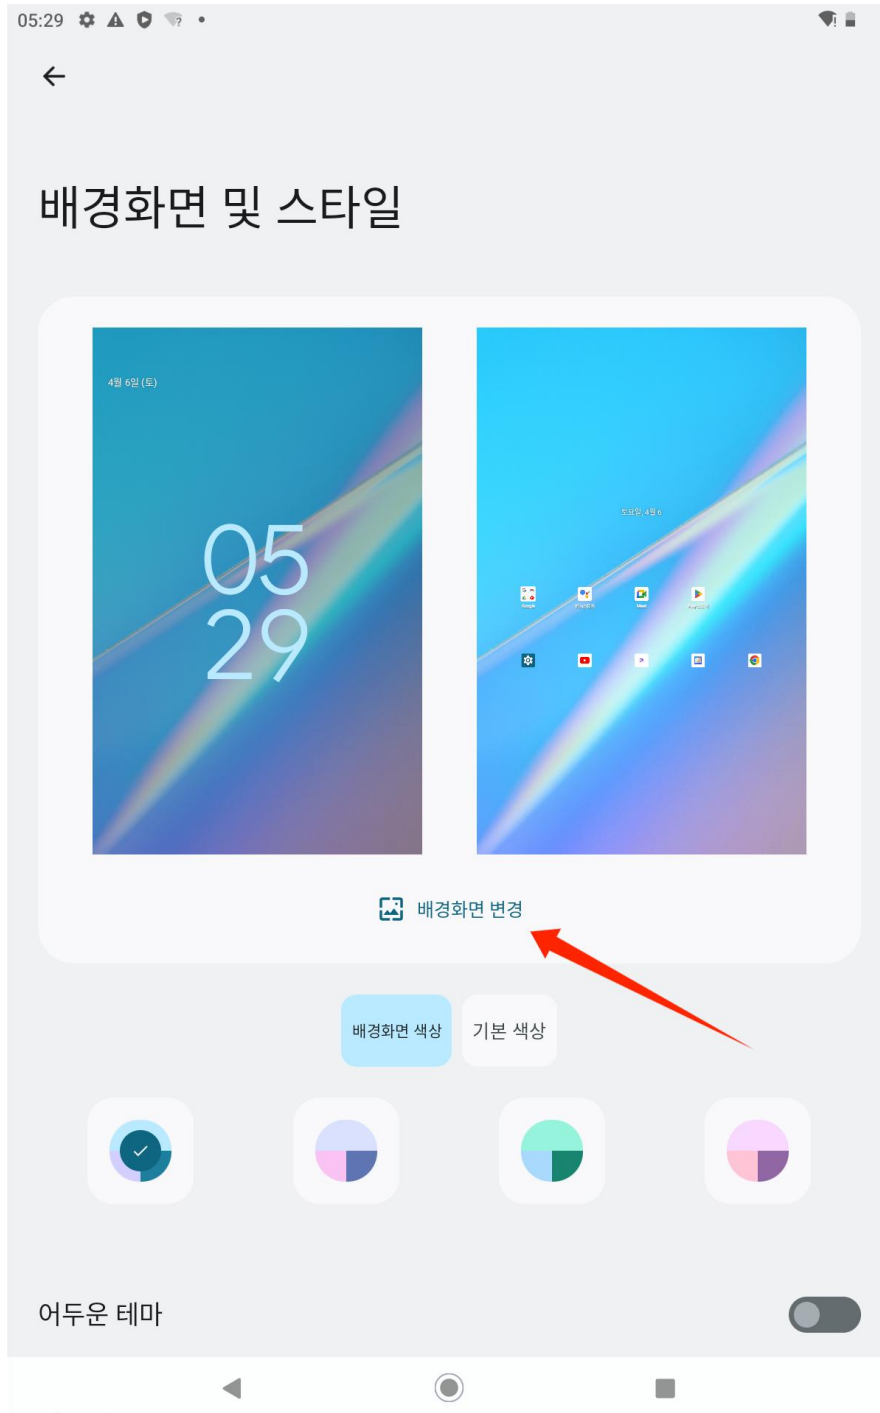 05:29
배경화면 및 스타일
4월 6일 (토)
05
29
토요일, 4월 6
Google
Meet
배경화면 변경
배경화면 색상
기본 색상
어두운 테마